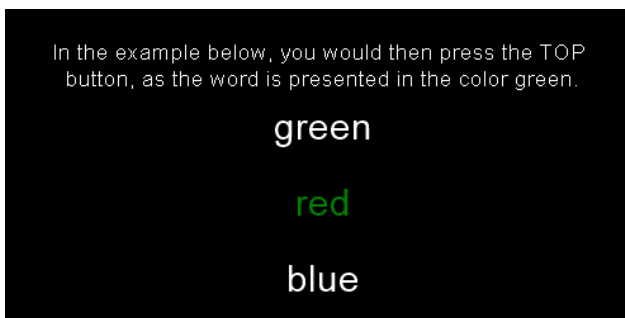 In the example below, you would then press the TOP
button, as the word is presented in the color green.
green
red
blue